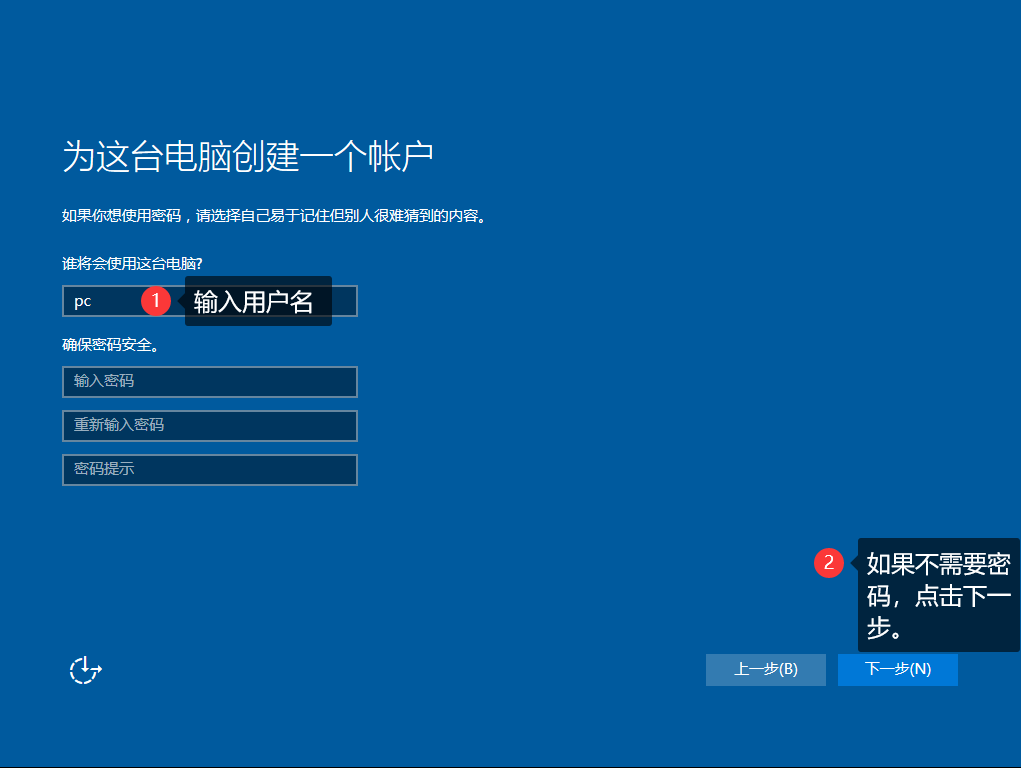 为这台电脑创建一个帐户
如果你想使用密码，请选择自己易于记住但别人很难猜到的内容。
谁将会使用这台电脑?
pc
1
输入用户名
确保密码安全。
输入密码
重新输入密码
密码提示
2
如果不需要密
码，点击下一
步。
上一步(B)
下一步(N)